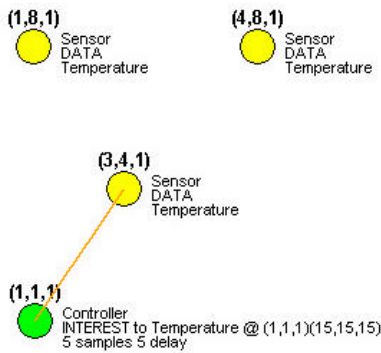 (1,8,1)
Sensor
DATA
Temperature
(4,8,1)
Sensor
DATA
Temperature
(3,4,1)
Sensor
DATA
Temperature
(1,1,1)
Controller
INTEREST to Temperature @ (1,1,1)(15,15,15)
5 samples 5 delay